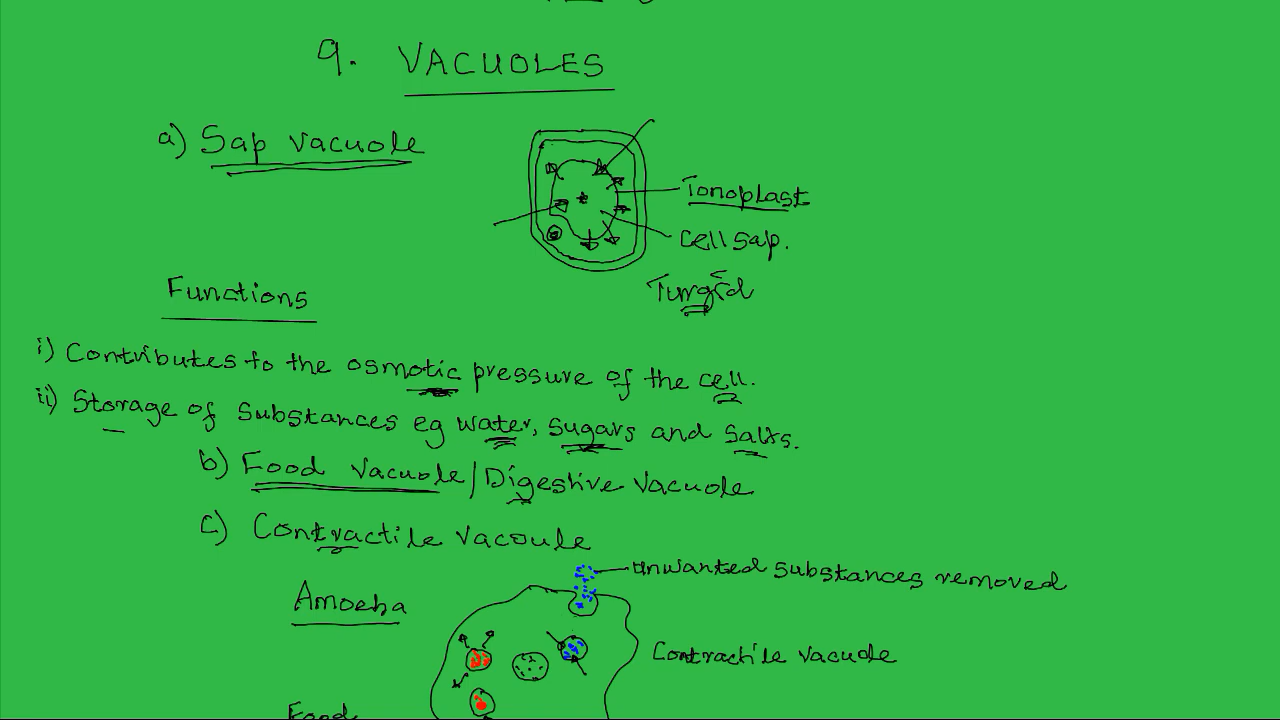 9. VACUOLES
a) Sap vacuole
Tonoplast
Cell sap.
Turgid
Functions
i) Contributes to the osmotic pressure of the cell.
ii) Storage of substances eg water, sugars and salts.
b) Food vacuole/Digestive vacuole
c) Contractile vacoule
unwanted substances removed
Amoeba
Contractile vacuole
Food